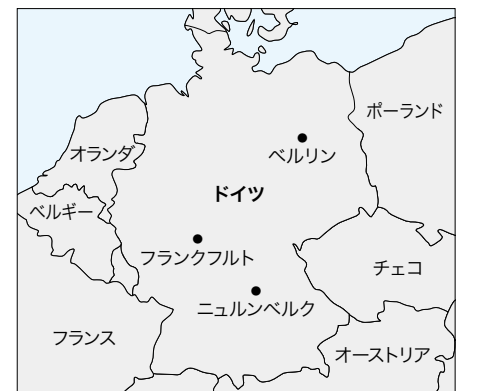 ポーランド
オランダ
ベルリン
ドイツ
ベルギー
フランクフルト
チェコ
ニュルンベルク
フランス
オーストリア